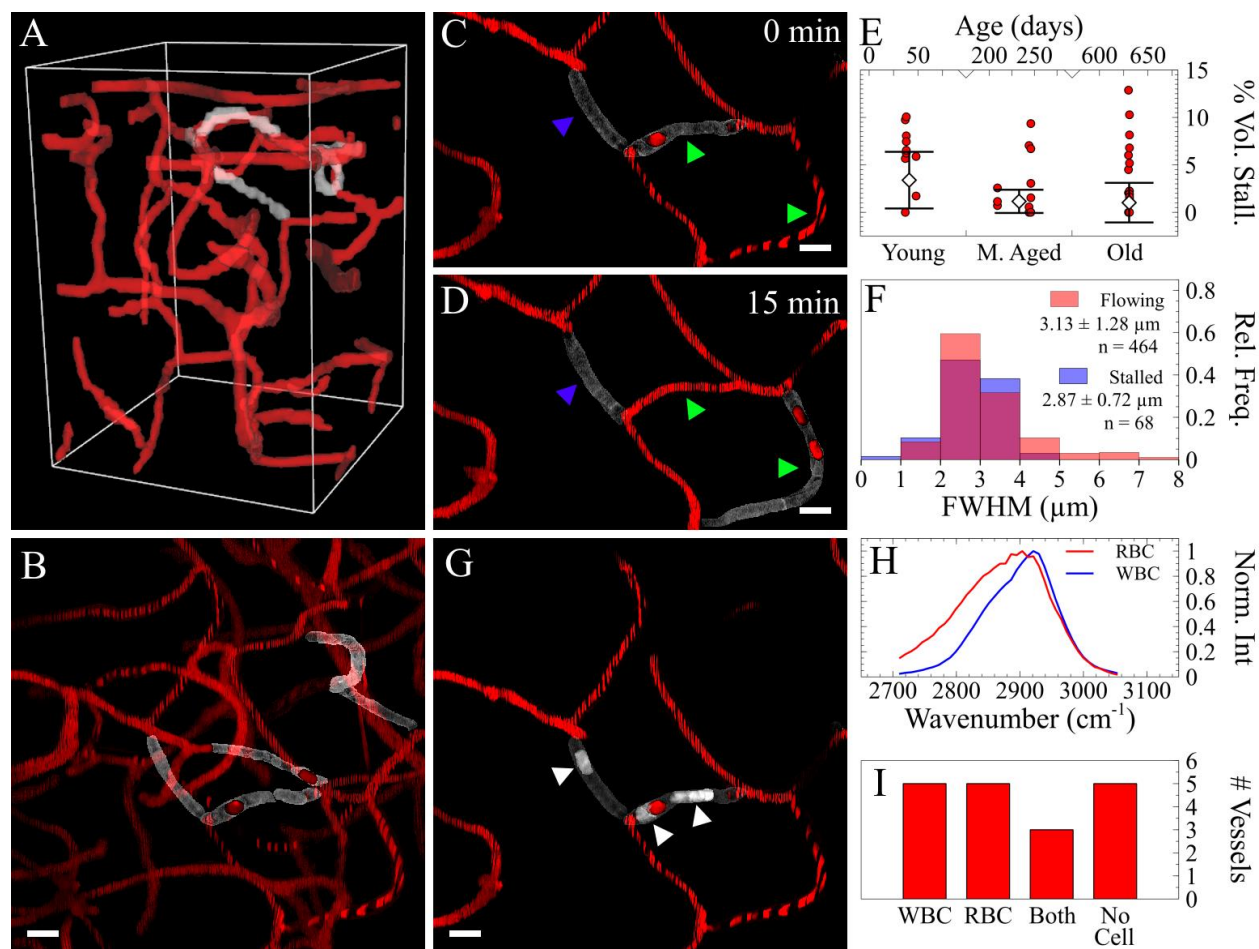 A
C
0 min
D
15 min
B
G
E
Age (days)
0 50 200 250 600 650
15
10
5
0
% Vol. Stall.
Young M. Aged Old
F
Flowing
3.13 ± 1.28 µm
n = 464
Stalled
2.87 ± 0.72 µm
n = 68
0.8
0.6
0.4
0.2
0
Rel. Freq.
0 1 2 3 4 5 6 7 8
FWHM (µm)
H
RBC
WBC
1
0.8
0.6
0.4
0.2
0
Norm. Int
2700 2800 2900 3000 3100
Wavenumber (cm⁻¹)
I
6
5
4
3
2
1
0
# Vessels
WBC RBC Both No
Cell